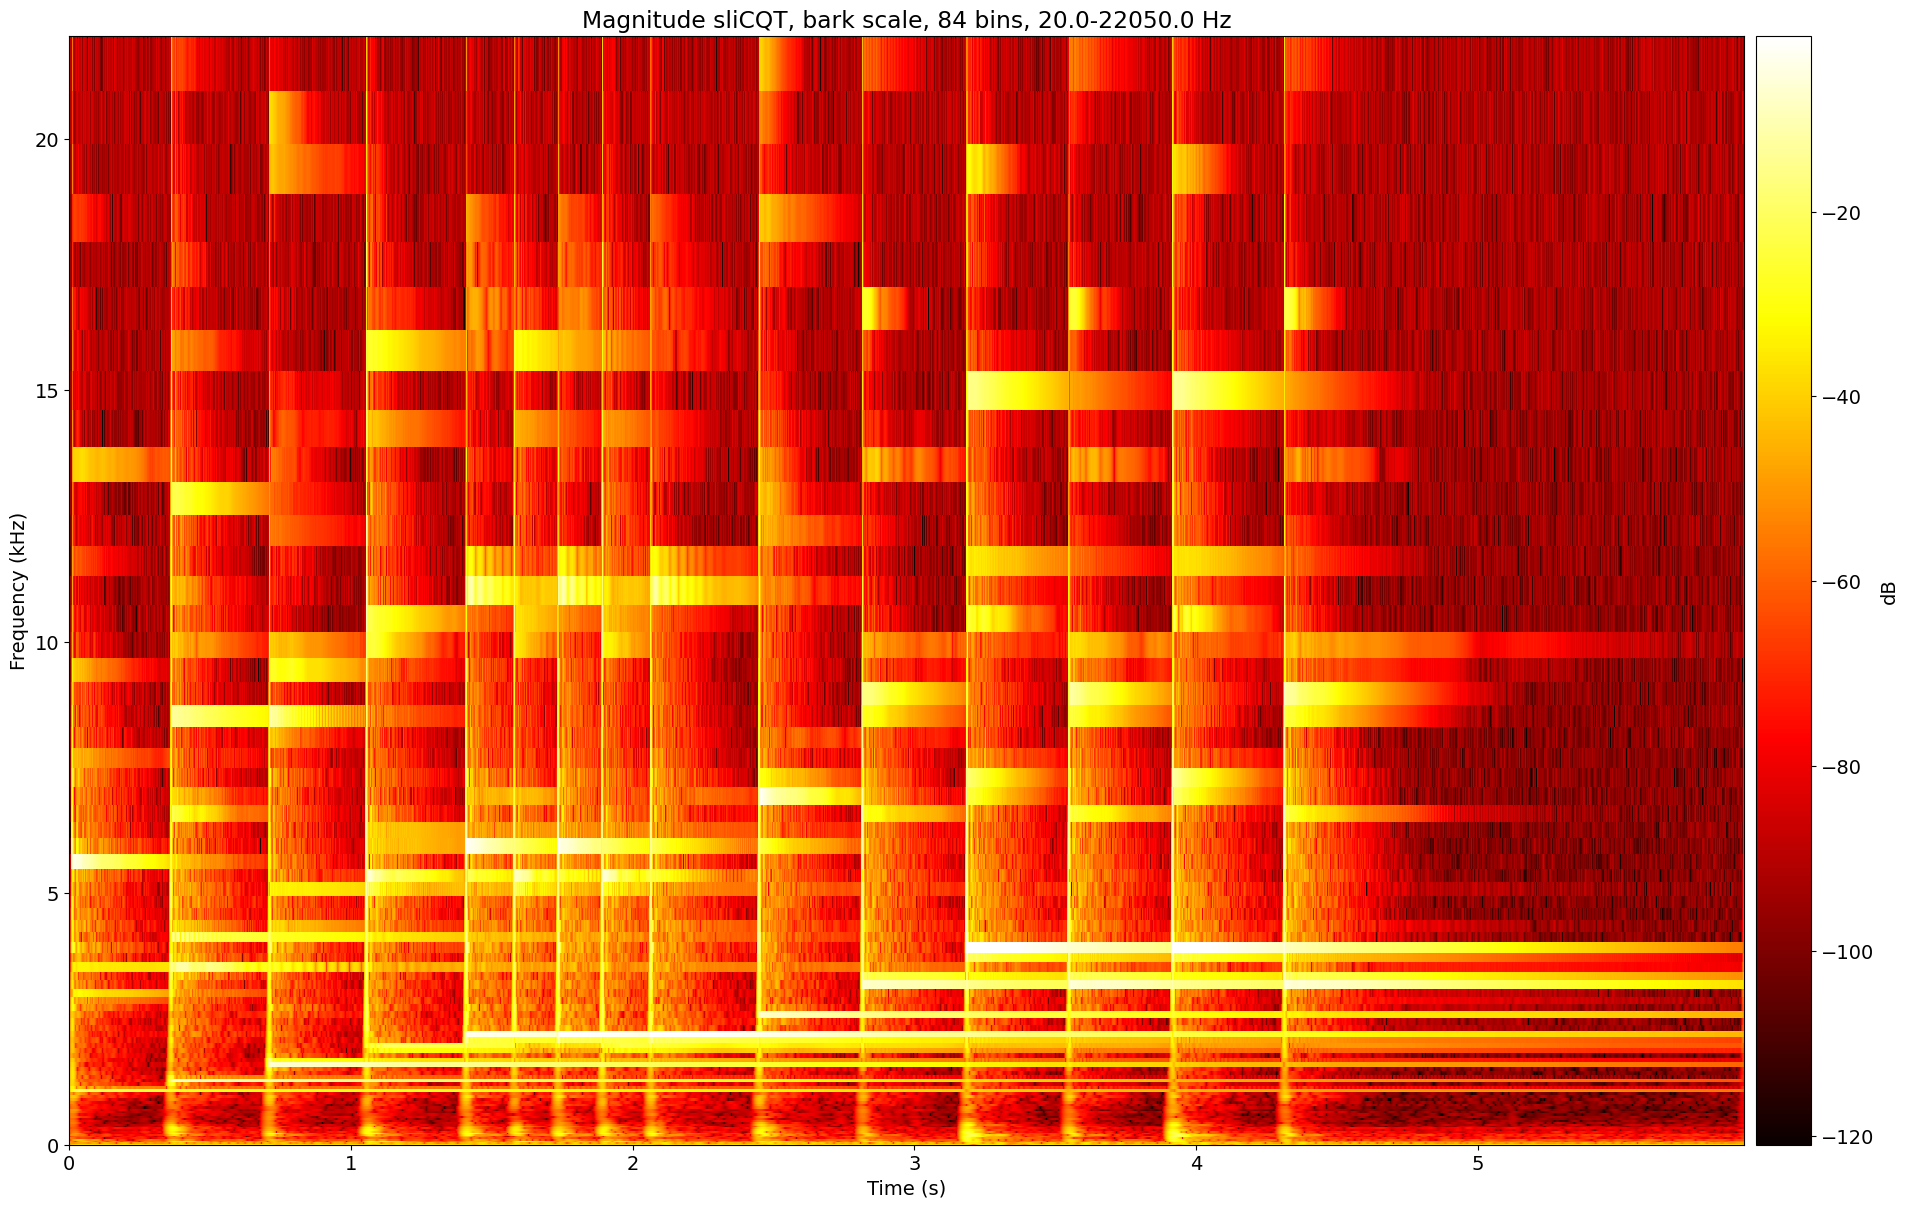 Magnitude sliCQT, bark scale, 84 bins, 20.0-22050.0 Hz
Frequency (kHz)
20
15
10
5
0
0 1 2 3 4 5
Time (s)
−20
−40
−60
−80
−100
−120
dB